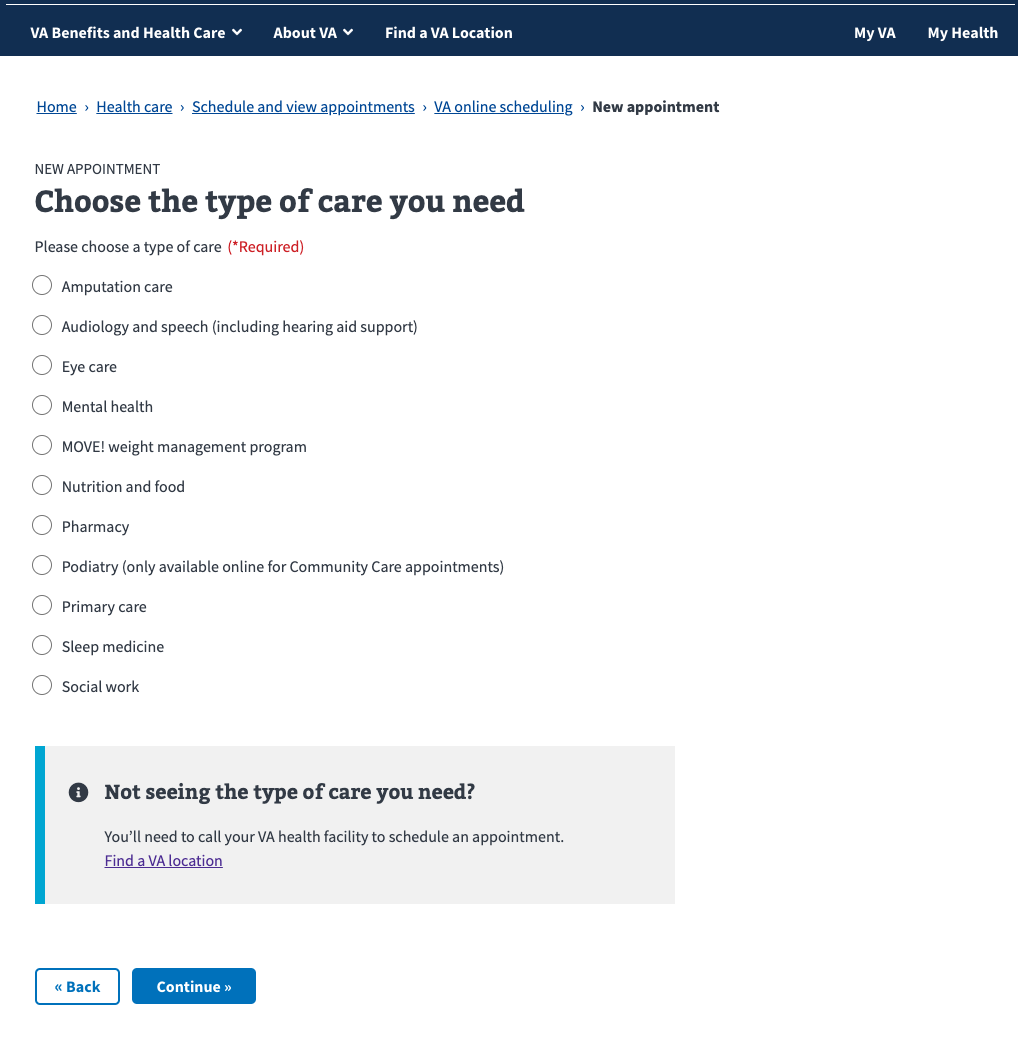 VA Benefits and Health Care About VA Find a VA Location My VA My Health
Home › Health care › Schedule and view appointments › VA online scheduling › New appointment
NEW APPOINTMENT
Choose the type of care you need
Please choose a type of care (*Required)
Amputation care
Audiology and speech (including hearing aid support)
Eye care
Mental health
MOVE! weight management program
Nutrition and food
Pharmacy
Podiatry (only available online for Community Care appointments)
Primary care
Sleep medicine
Social work
Not seeing the type of care you need?
You’ll need to call your VA health facility to schedule an appointment.
Find a VA location
« Back Continue »